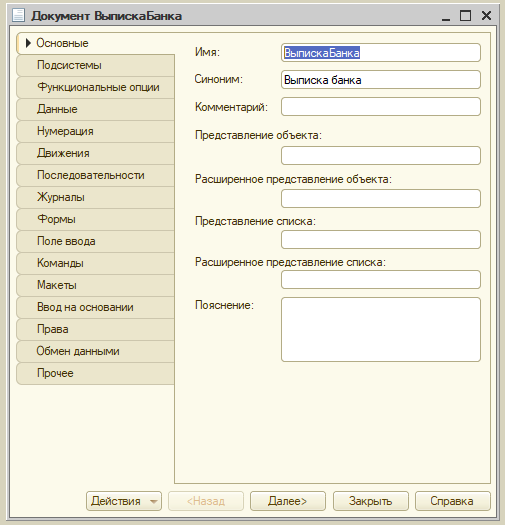 Документ ВыпискаБанка
Основные
Подсистемы
Функциональные опции
Данные
Нумерация
Движения
Последовательности
Журналы
Формы
Поле ввода
Команды
Макеты
Ввод на основании
Права
Обмен данными
Прочее
Имя: ВыпискаБанка
Синоним: Выписка банка
Комментарий:
Представление объекта:
Расширенное представление объекта:
Представление списка:
Расширенное представление списка:
Пояснение:
Действия <Назад Далее> Закрыть Справка